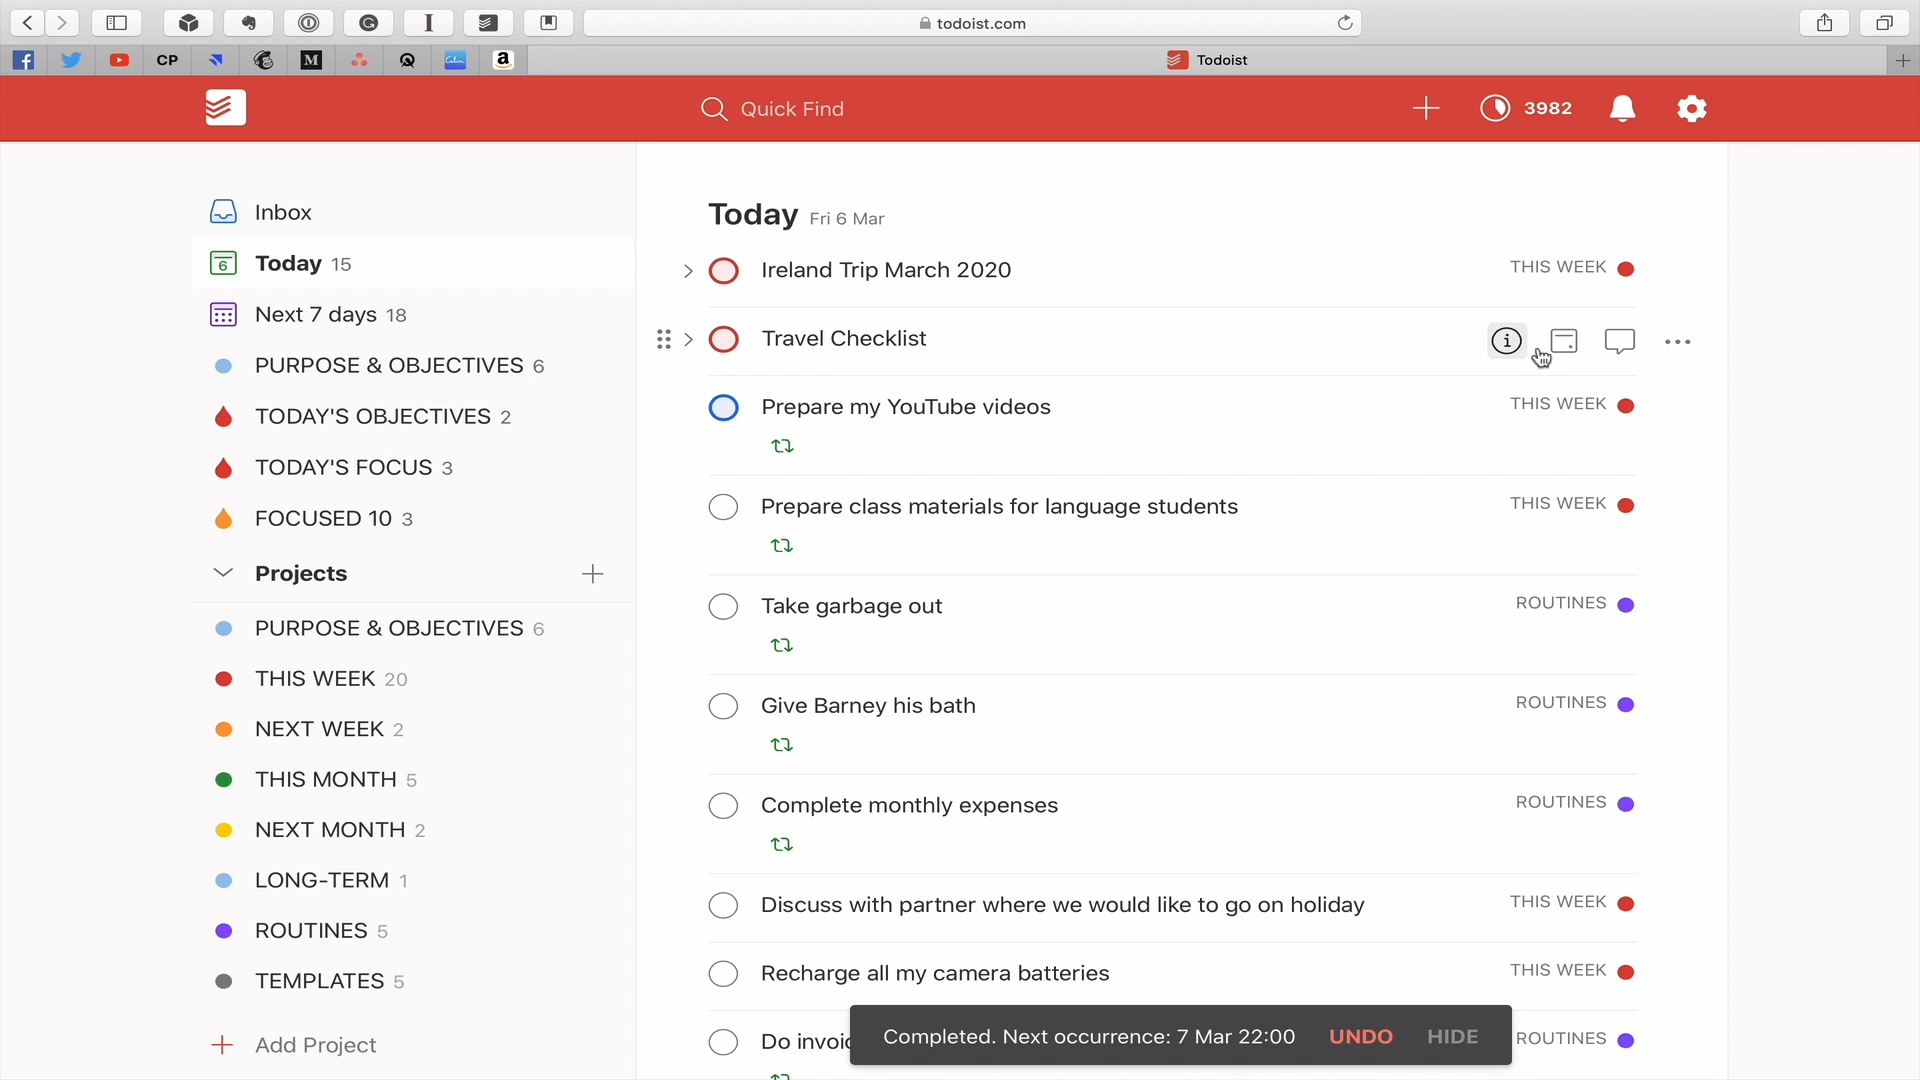 todoist.com
CP
M
Calm
a
Todoist
Quick Find
3982
Inbox
6
Today 15
Next 7 days 18
PURPOSE & OBJECTIVES 6
TODAY'S OBJECTIVES 2
TODAY'S FOCUS 3
FOCUSED 10 3
Projects
PURPOSE & OBJECTIVES 6
THIS WEEK 20
NEXT WEEK 2
THIS MONTH 5
NEXT MONTH 2
LONG-TERM 1
ROUTINES 5
TEMPLATES 5
Add Project
Today Fri 6 Mar
Ireland Trip March 2020 THIS WEEK
Travel Checklist
Prepare my YouTube videos THIS WEEK
Prepare class materials for language students THIS WEEK
Take garbage out ROUTINES
Give Barney his bath ROUTINES
Complete monthly expenses ROUTINES
Discuss with partner where we would like to go on holiday THIS WEEK
Recharge all my camera batteries THIS WEEK
Do ROUTINES
Completed. Next occurrence: 7 Mar 22:00 UNDO HIDE